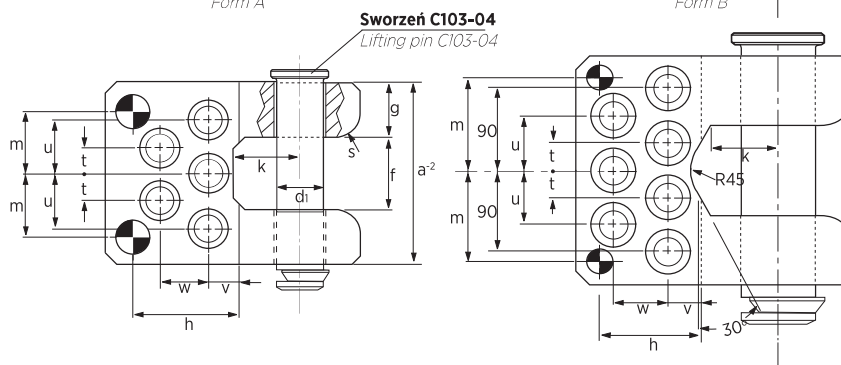 Form A
Form B
Sworzeń C103-04
Lifting pin C103-04
m
u
t
t
u
m
k
d1
g
s
f
a-2
w
v
h
m
90
u
t
t
u
90
m
k
R45
w
v
30°
h